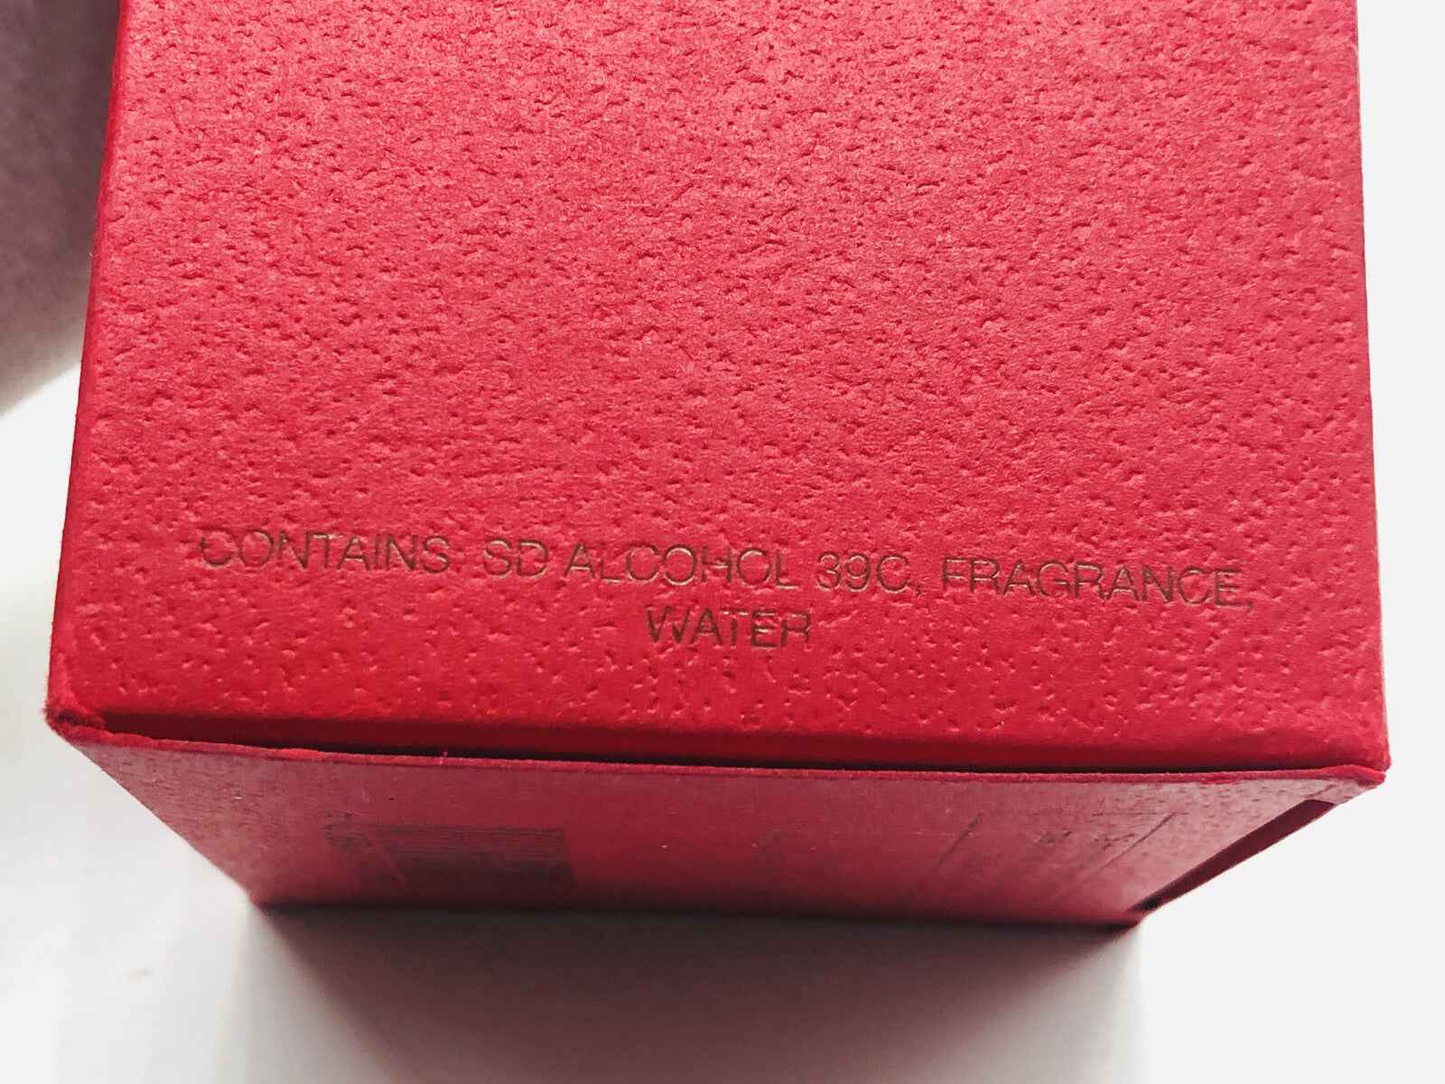 CONTAINS: SD ALCOHOL 39C, FRAGRANCE,
WATER